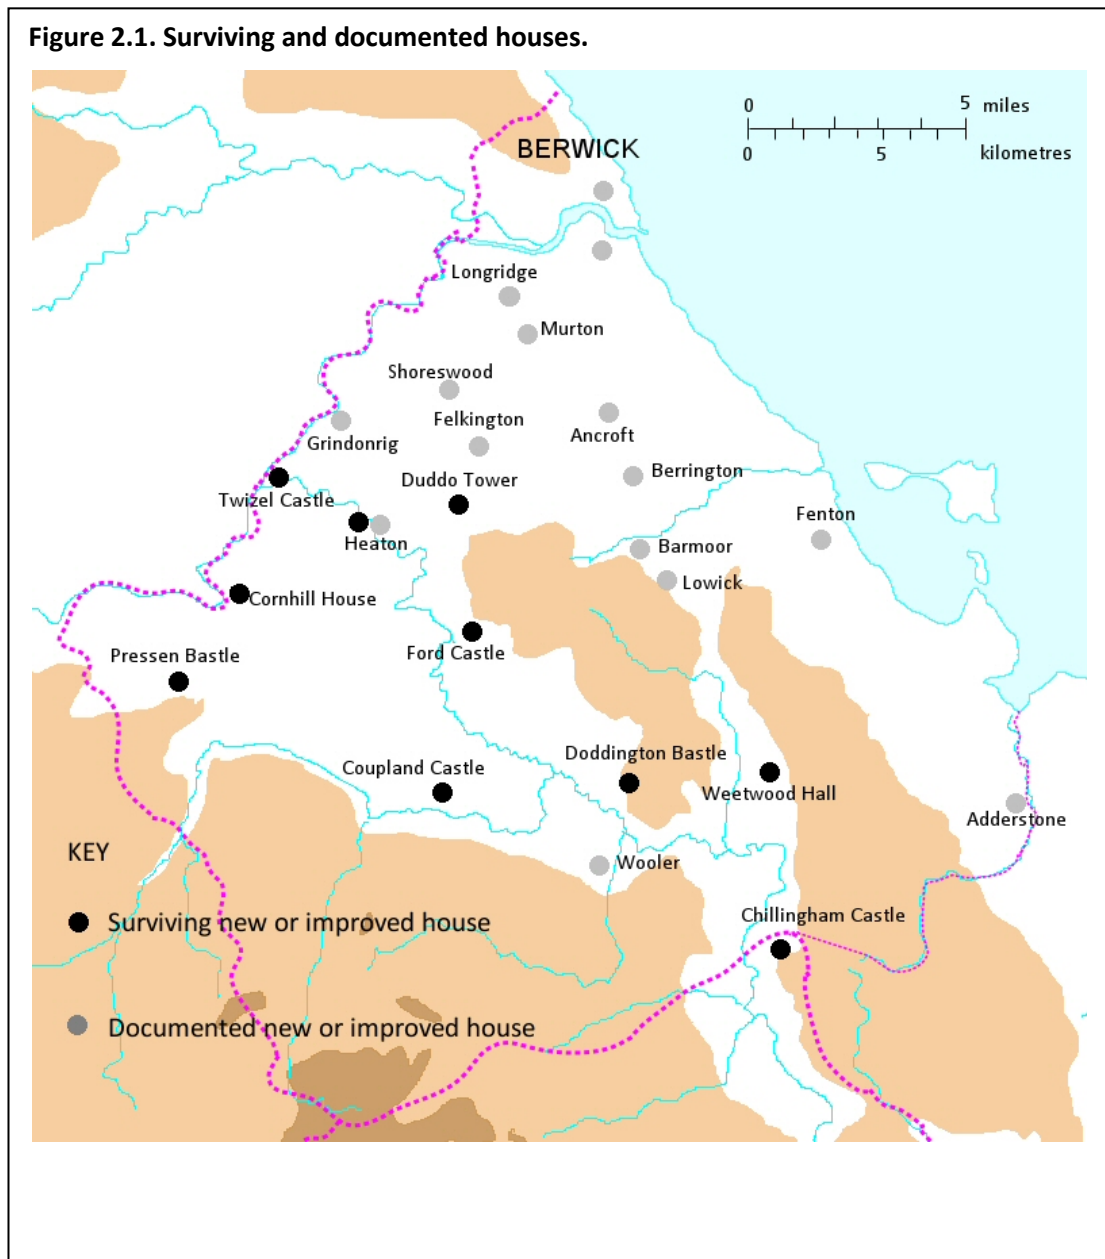 Figure 2.1. Surviving and documented houses.
0 5 miles
0 5 kilometres
BERWICK
Longridge
Murton
Shoreswood
Felkington
Grindonrig
Ancroft
Duddo Tower
Berrington
Twizel Castle
Fenton
Heaton
Barmoor
Lowick
Cornhill House
Ford Castle
Pressen Bastle
Doddington Bastle
Coupland Castle
Weetwood Hall
Adderstone
KEY
Wooler
Chillingham Castle
Surviving new or improved house
Documented new or improved house